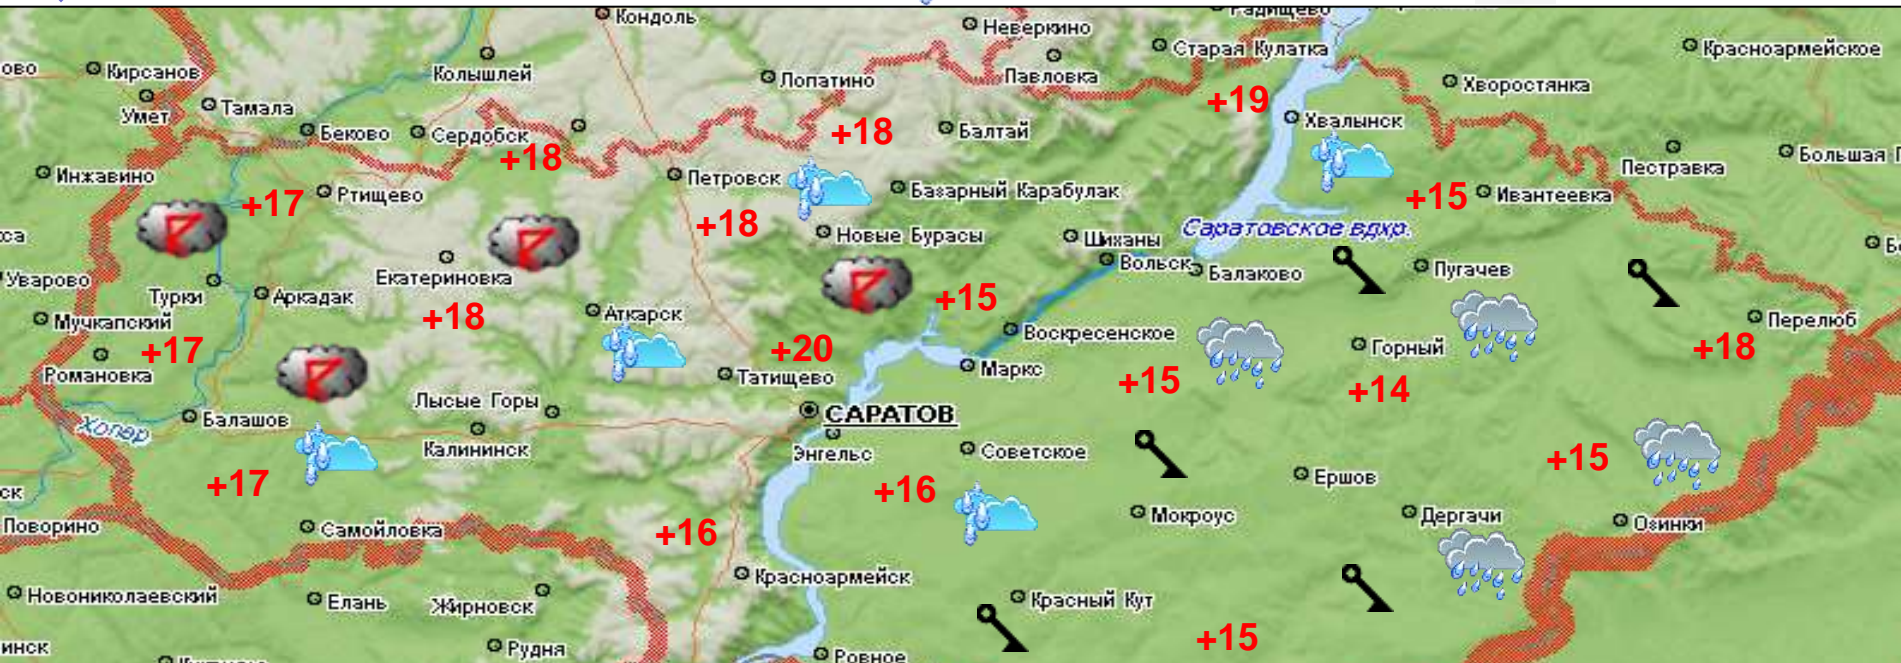 Кондоль
Неверкино
Радищево
Старая Кулатка
Красноармейское
ово
Кирсанов
Колышлей
Лопатино
Павловка
Хворостянка
Умет
Тамала
+19
Беково
Сердобск
+18
Балтай
Хвалынск
+18
Пестравка
Большая
Инжавино
Ртищево
Петровск
Базарный Карабулак
+15
Ивантеевка
+17
+18
Новые Бурасы
Шиханы
Саратовское вдхр.
Уварово
Екатериновка
Вольск
Балаково
Пугачев
Турки
Аркадак
+15
Мучкапский
+18
Аткарск
Воскресенское
Перелюб
+17
+20
Горный
+18
Романовка
Татищево
Маркс
+15
+14
Лысые Горы
САРАТОВ
Хопер
Балашов
Калининск
Энгельс
Советское
+15
+17
+16
Ершов
ск
Поворино
Самойловка
+16
Мокроус
Дергачи
Озинки
Новониколаевский
Елань
Жирновск
Красноармейск
Красный Кут
+15
инск
Рудня
Ровное